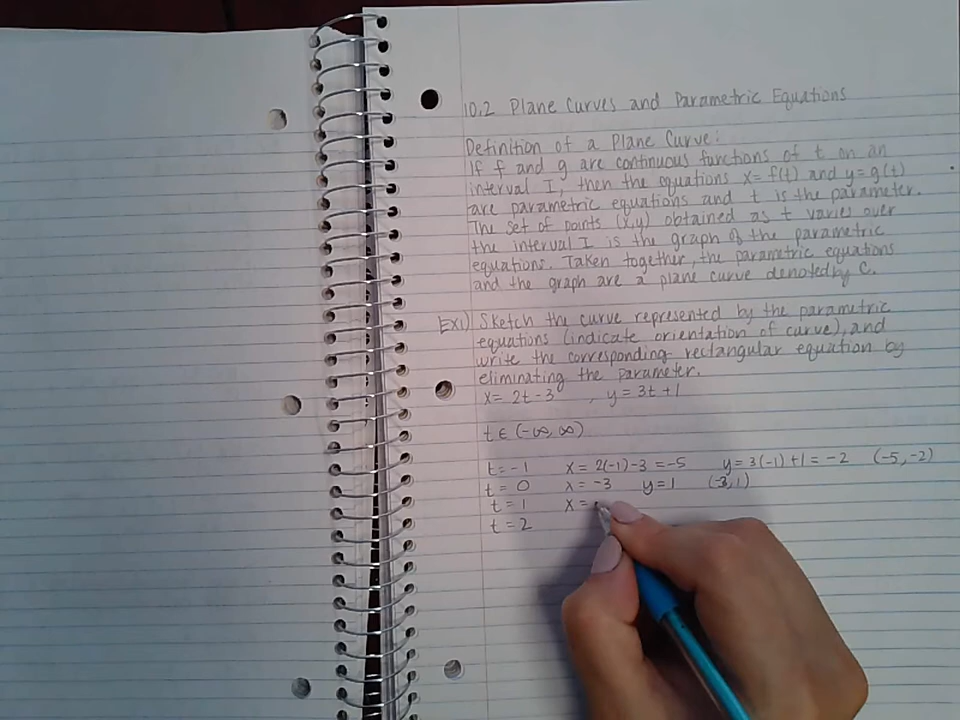 10.2 Plane Curves and Parametric Equations
Definition of a Plane Curve:
If f and g are continuous functions of t on an
interval I, then the equations x=f(t) and y=g(t)
are parametric equations and t is the parameter.
The set of points (x,y) obtained as t varies over
the interval I is the graph of the parametric
equations. Taken together, the parametric equations
and the graph are a plane curve denoted by C.
EX1) Sketch the curve represented by the parametric
equations (indicate orientation of curve), and
write the corresponding rectangular equation by
eliminating the parameter.
x= 2t-3 , y=3t+1
t∈(-∞,∞)
t=-1 x=2(-1)-3=-5 y=3(-1)+1=-2 (-5,-2)
t=0 x=-3 y=1 (-3,1)
t=1 x=
t=2